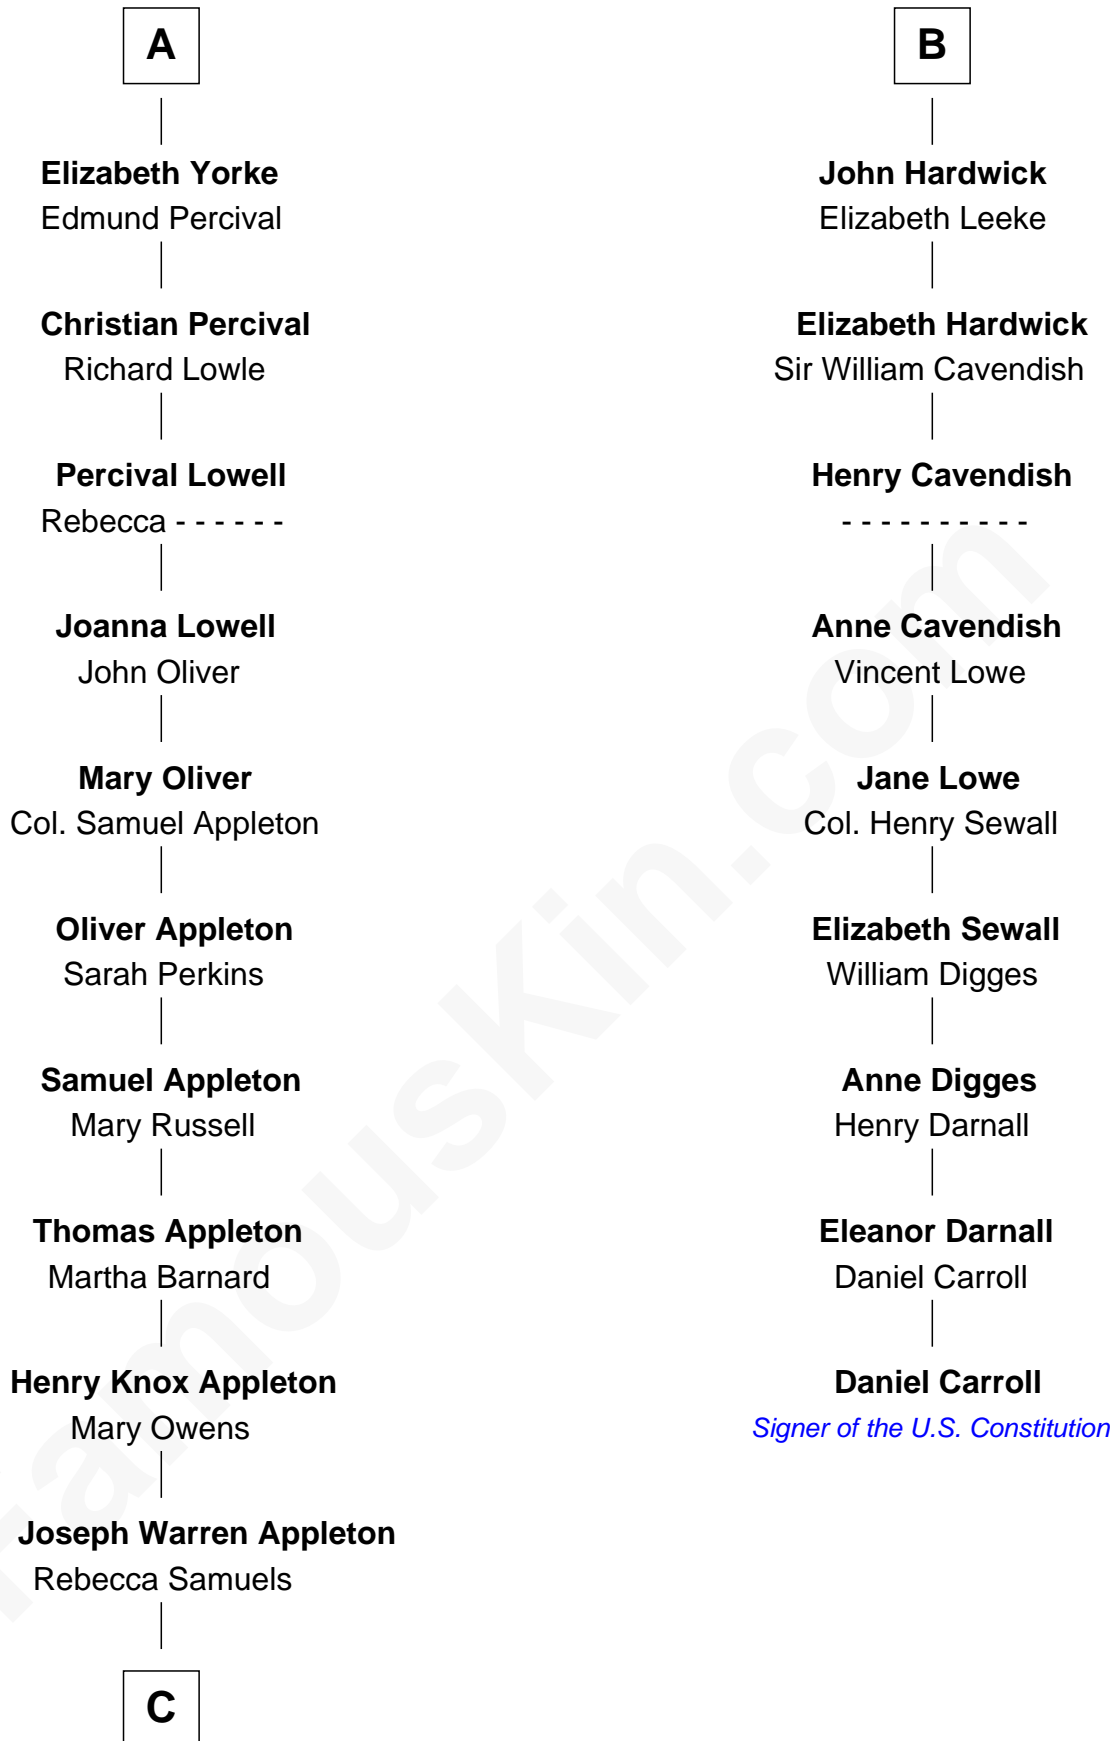 A
Elizabeth Yorke
Edmund Percival
Christian Percival
Richard Lowle
Percival Lowell
Rebecca - - - - - -
Joanna Lowell
John Oliver
Mary Oliver
Col. Samuel Appleton
Oliver Appleton
Sarah Perkins
Samuel Appleton
Mary Russell
Thomas Appleton
Martha Barnard
Henry Knox Appleton
Mary Owens
Joseph Warren Appleton
Rebecca Samuels
C
B
John Hardwick
Elizabeth Leeke
Elizabeth Hardwick
Sir William Cavendish
Henry Cavendish
- - - - - - - - - -
Anne Cavendish
Vincent Lowe
Jane Lowe
Col. Henry Sewall
Elizabeth Sewall
William Digges
Anne Digges
Henry Darnall
Eleanor Darnall
Daniel Carroll
Daniel Carroll
Signer of the U.S. Constitution
FamousKin.com